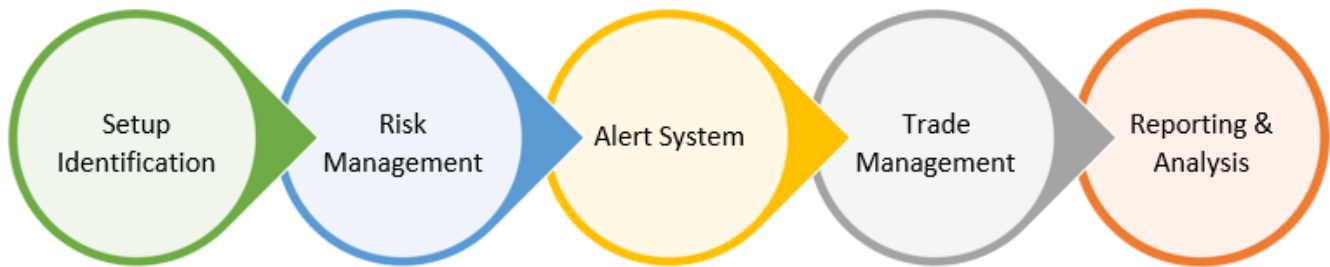 Setup
Identification
Risk
Management
Alert System
Trade
Management
Reporting &
Analysis